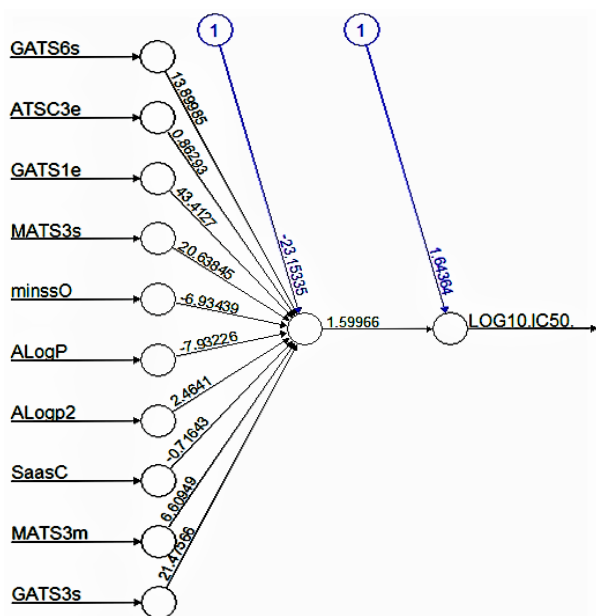 1
1
GATS6s
13.89985
ATSC3e
0.86293
GATS1e
43.4127
MATS3s
20.63845
-23.15335
1.64364
minssO
-6.93439
1.59966
LOG10.IC50.
ALogP
-7.93226
ALogp2
2.4641
SaasC
-0.71643
MATS3m
6.60949
GATS3s
21.47566